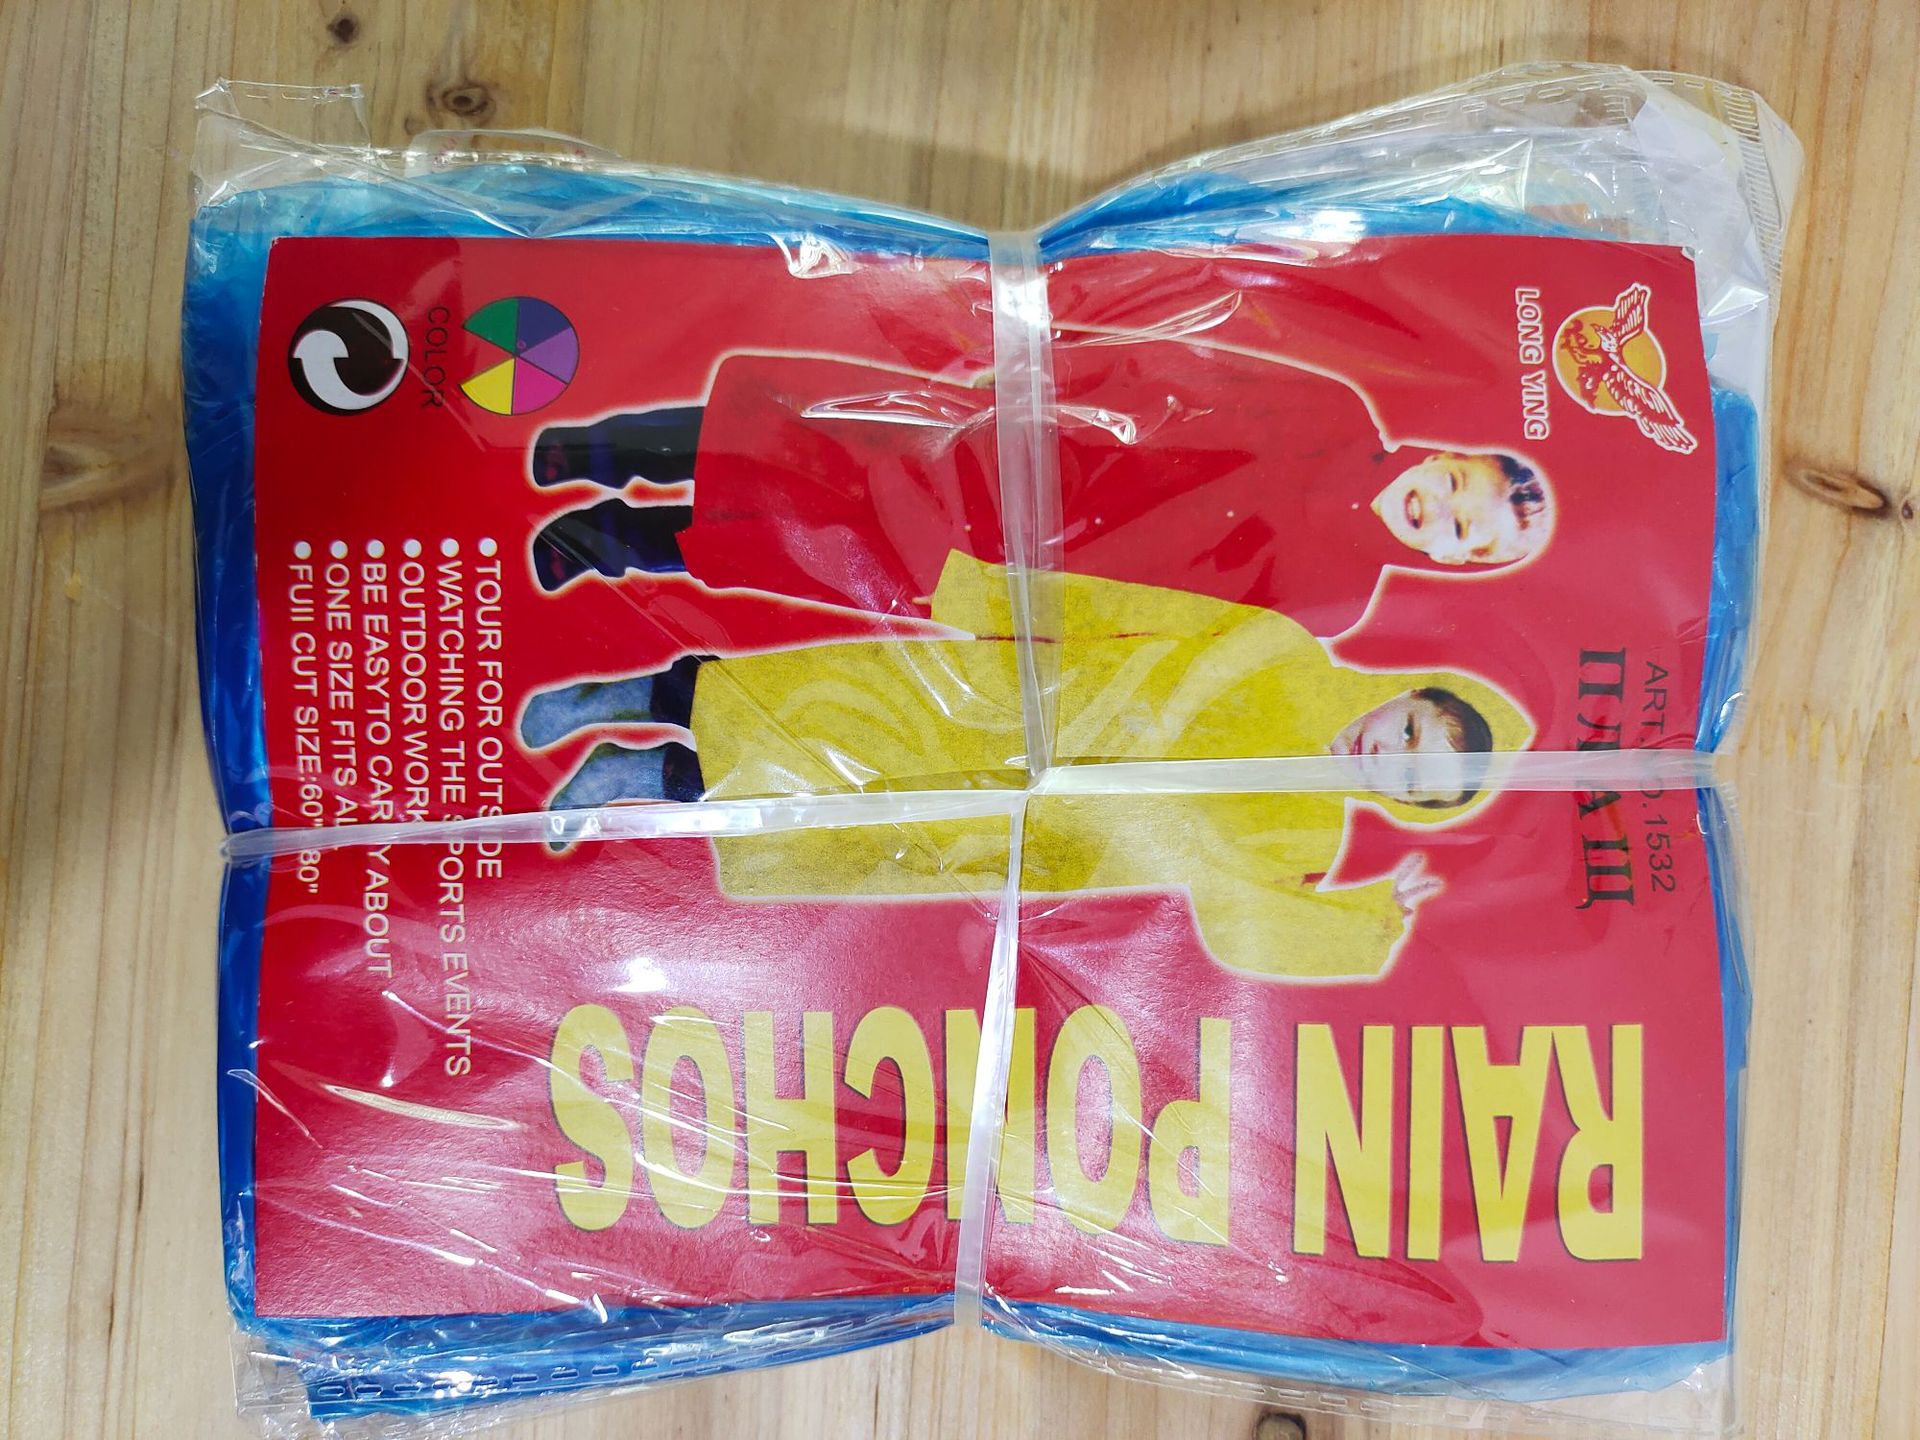 LONG YING
ART.NO.1532
ПЛАЩ
RAIN PONCHOS
COLOR
●TOUR FOR OUTSIDE
●WATCHING THE SPORTS EVENTS
●OUTDOOR WORK
●BE EASY TO CARRY ABOUT
●ONE SIZE FITS ALL
●FUll CUT SIZE:60"×80"